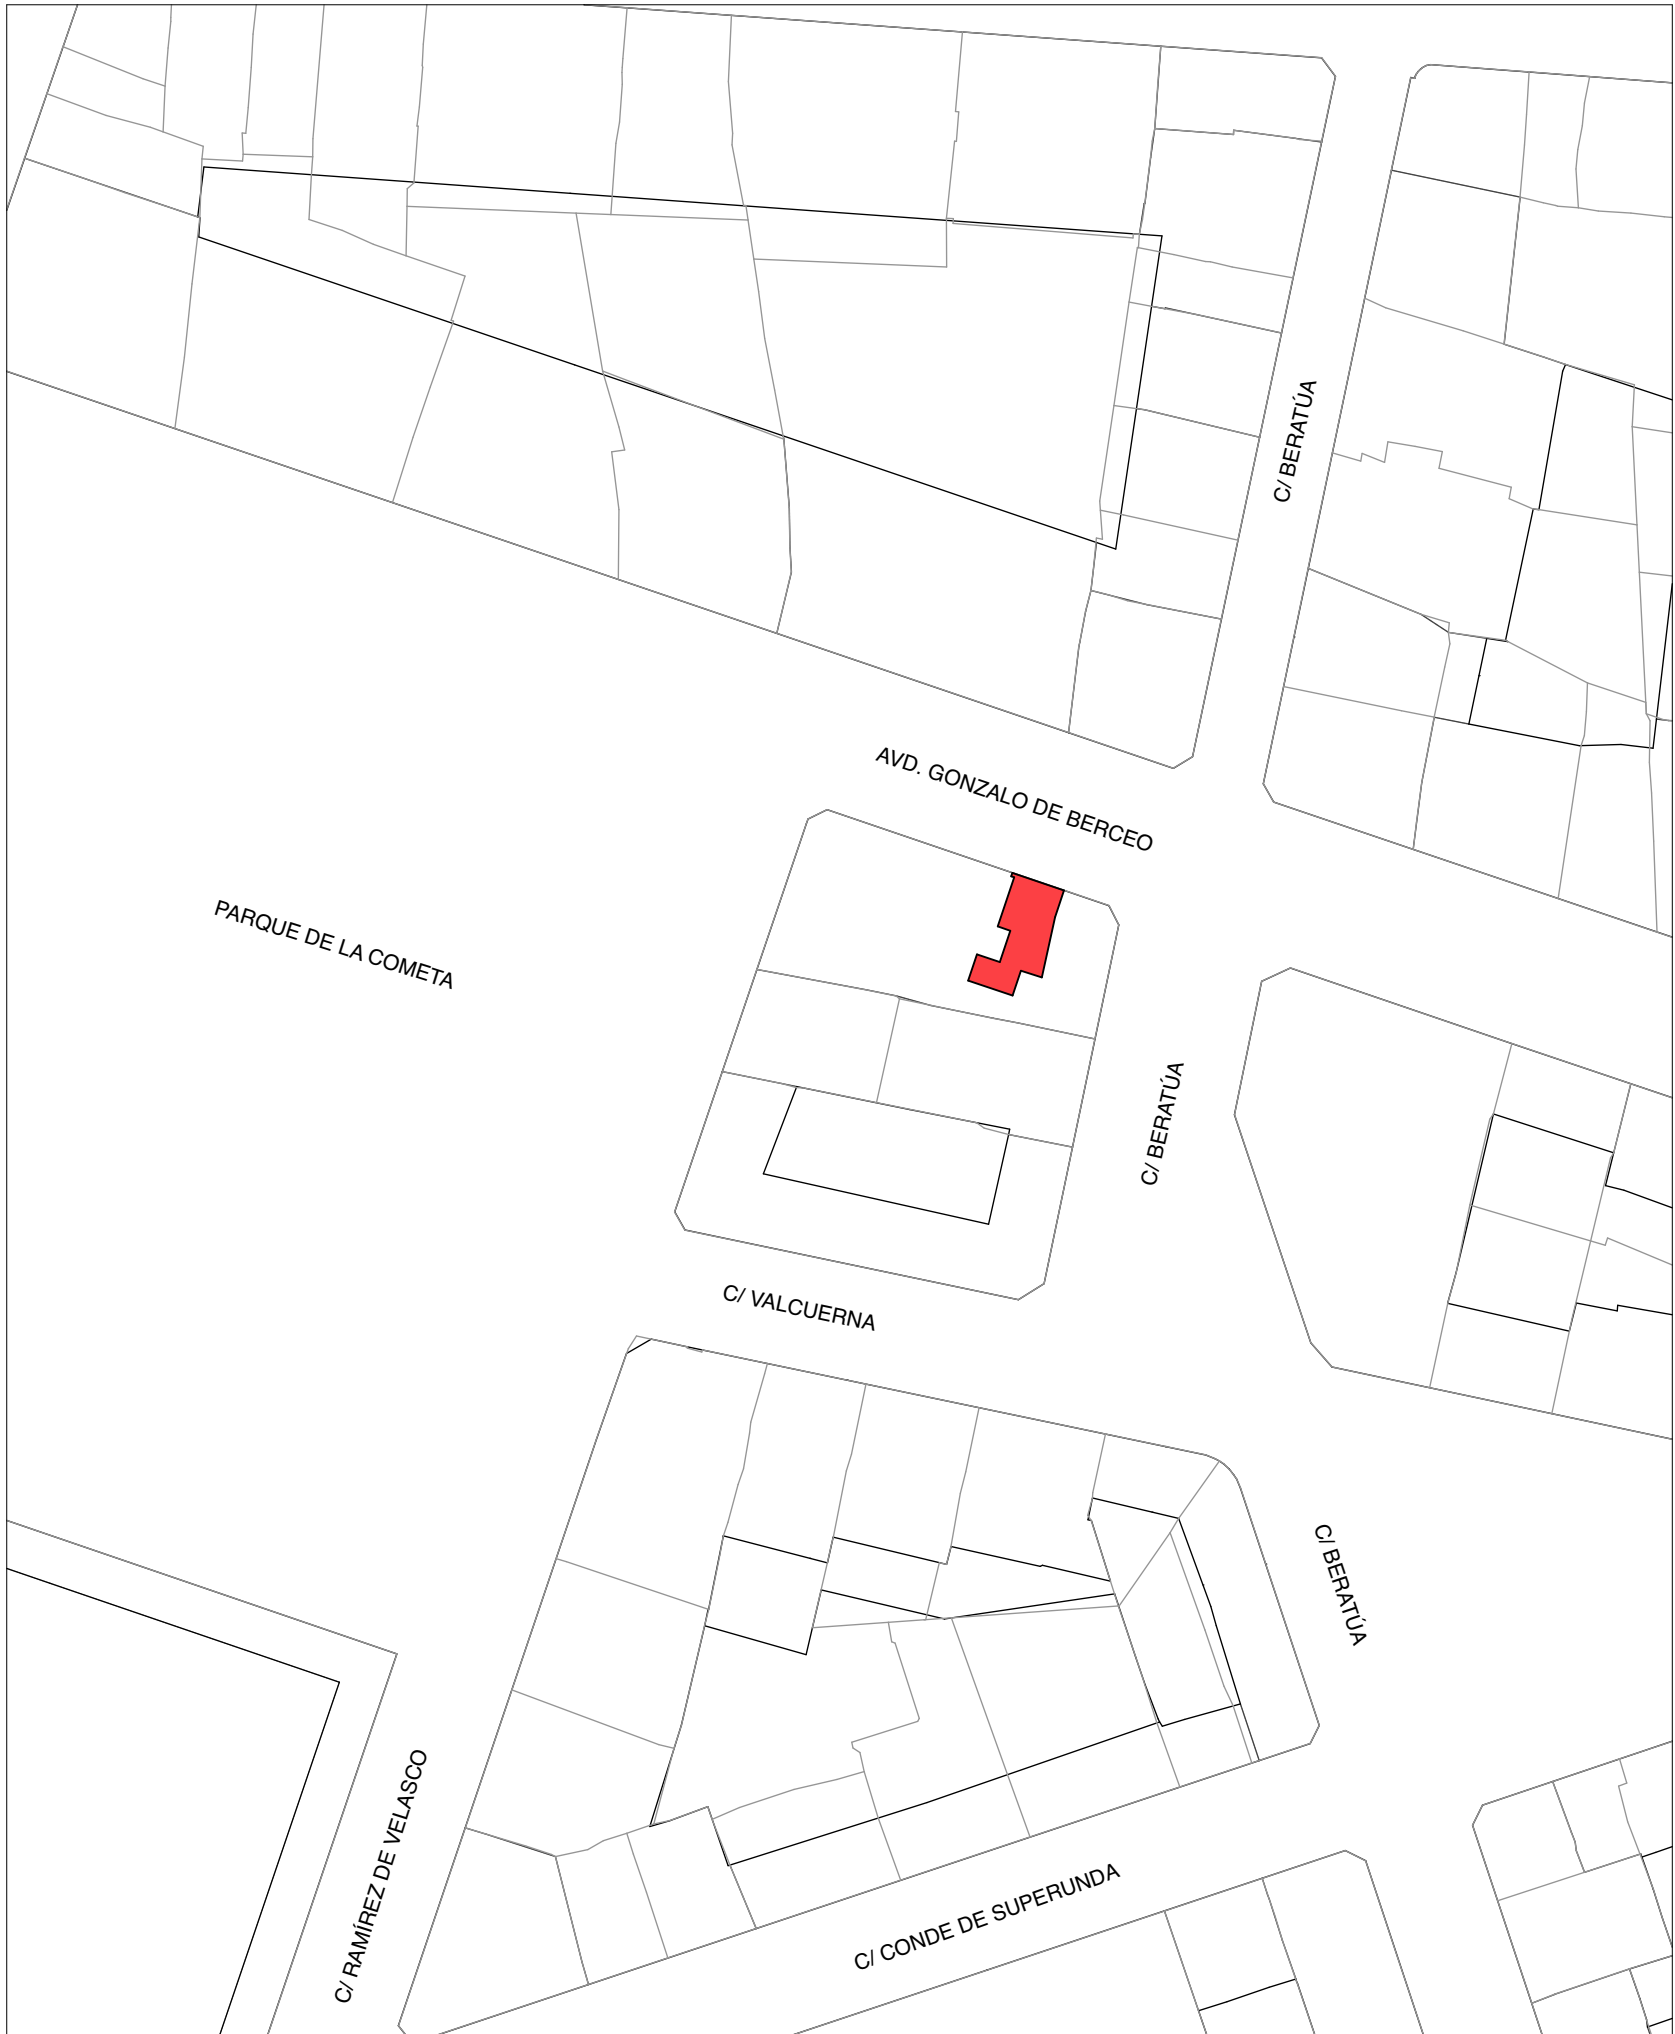 C/ BERATÚA
AVD. GONZALO DE BERCEO
PARQUE DE LA COMETA
C/ BERATÚA
C/ VALCUERNA
C/ BERATÚA
C/ RAMÍREZ DE VELASCO
C/ CONDE DE SUPERUNDA